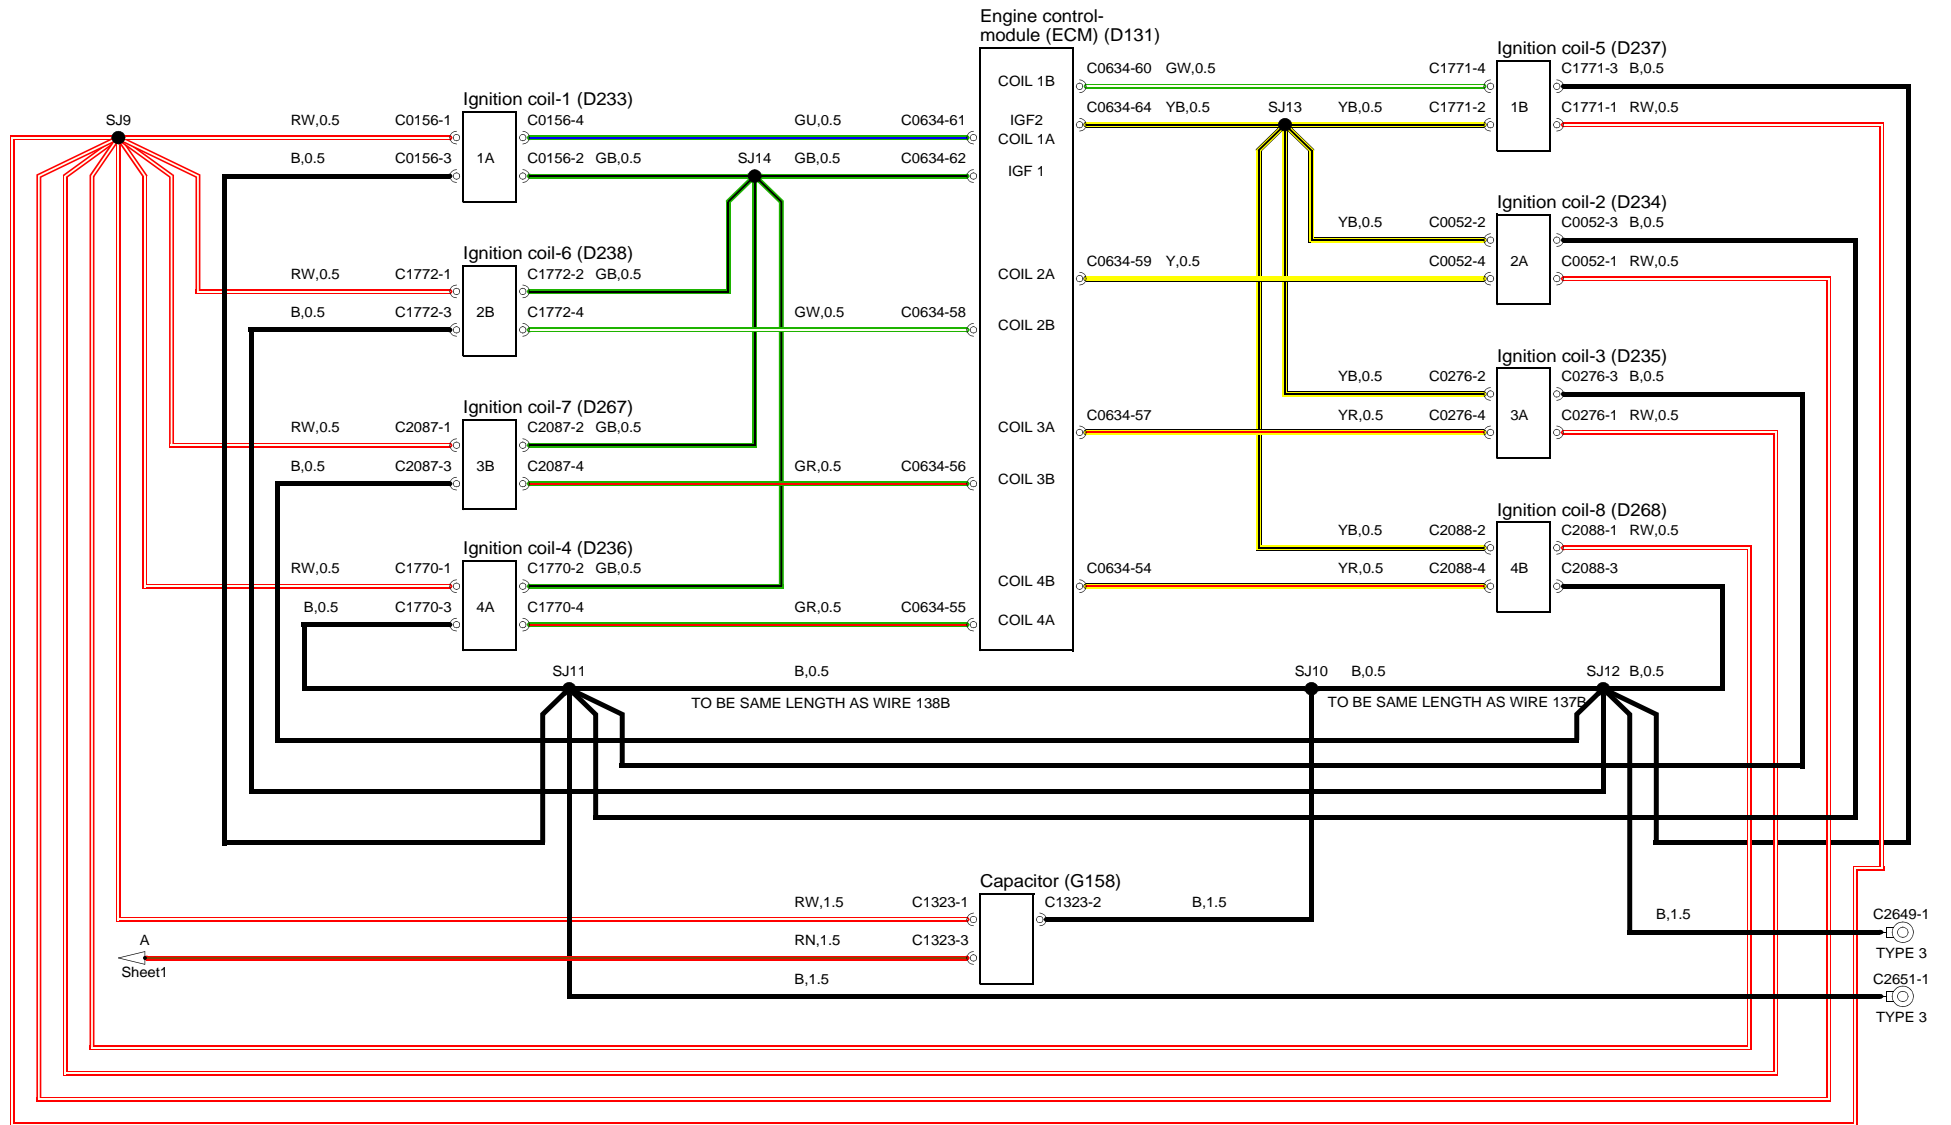 Engine control-
module (ECM) (D131)
COIL 1B
IGF2
COIL 1A
IGF 1
COIL 2A
COIL 2B
COIL 3A
COIL 3B
COIL 4B
COIL 4A
SJ9
RW,0.5 C0156-1
B,0.5 C0156-3
Ignition coil-1 (D233)
1A
C0156-4 GU,0.5 C0634-61
C0156-2 GB,0.5 SJ14 GB,0.5 C0634-62
Ignition coil-6 (D238)
RW,0.5 C1772-1
B,0.5 C1772-3
2B
C1772-2 GB,0.5
C1772-4 GW,0.5 C0634-58
Ignition coil-7 (D267)
RW,0.5 C2087-1
B,0.5 C2087-3
3B
C2087-2 GB,0.5
C2087-4 GR,0.5 C0634-56
Ignition coil-4 (D236)
RW,0.5 C1770-1
B,0.5 C1770-3
4A
C1770-2 GB,0.5
C1770-4 GR,0.5 C0634-55
C0634-60 GW,0.5 C1771-4
C0634-64 YB,0.5 SJ13 YB,0.5 C1771-2
Ignition coil-5 (D237)
1B
C1771-3 B,0.5
C1771-1 RW,0.5
Ignition coil-2 (D234)
YB,0.5 C0052-2
C0634-59 Y,0.5 C0052-4
2A
C0052-3 B,0.5
C0052-1 RW,0.5
Ignition coil-3 (D235)
YB,0.5 C0276-2
C0634-57 YR,0.5 C0276-4
3A
C0276-3 B,0.5
C0276-1 RW,0.5
Ignition coil-8 (D268)
YB,0.5 C2088-2
C0634-54 YR,0.5 C2088-4
4B
C2088-1 RW,0.5
C2088-3
SJ11 B,0.5 SJ10 B,0.5 SJ12 B,0.5
TO BE SAME LENGTH AS WIRE 138B
TO BE SAME LENGTH AS WIRE 137B
Capacitor (G158)
RW,1.5 C1323-1
C1323-2 B,1.5
RN,1.5 C1323-3
A
Sheet1
B,1.5
B,1.5
C2649-1
TYPE 3
C2651-1
TYPE 3